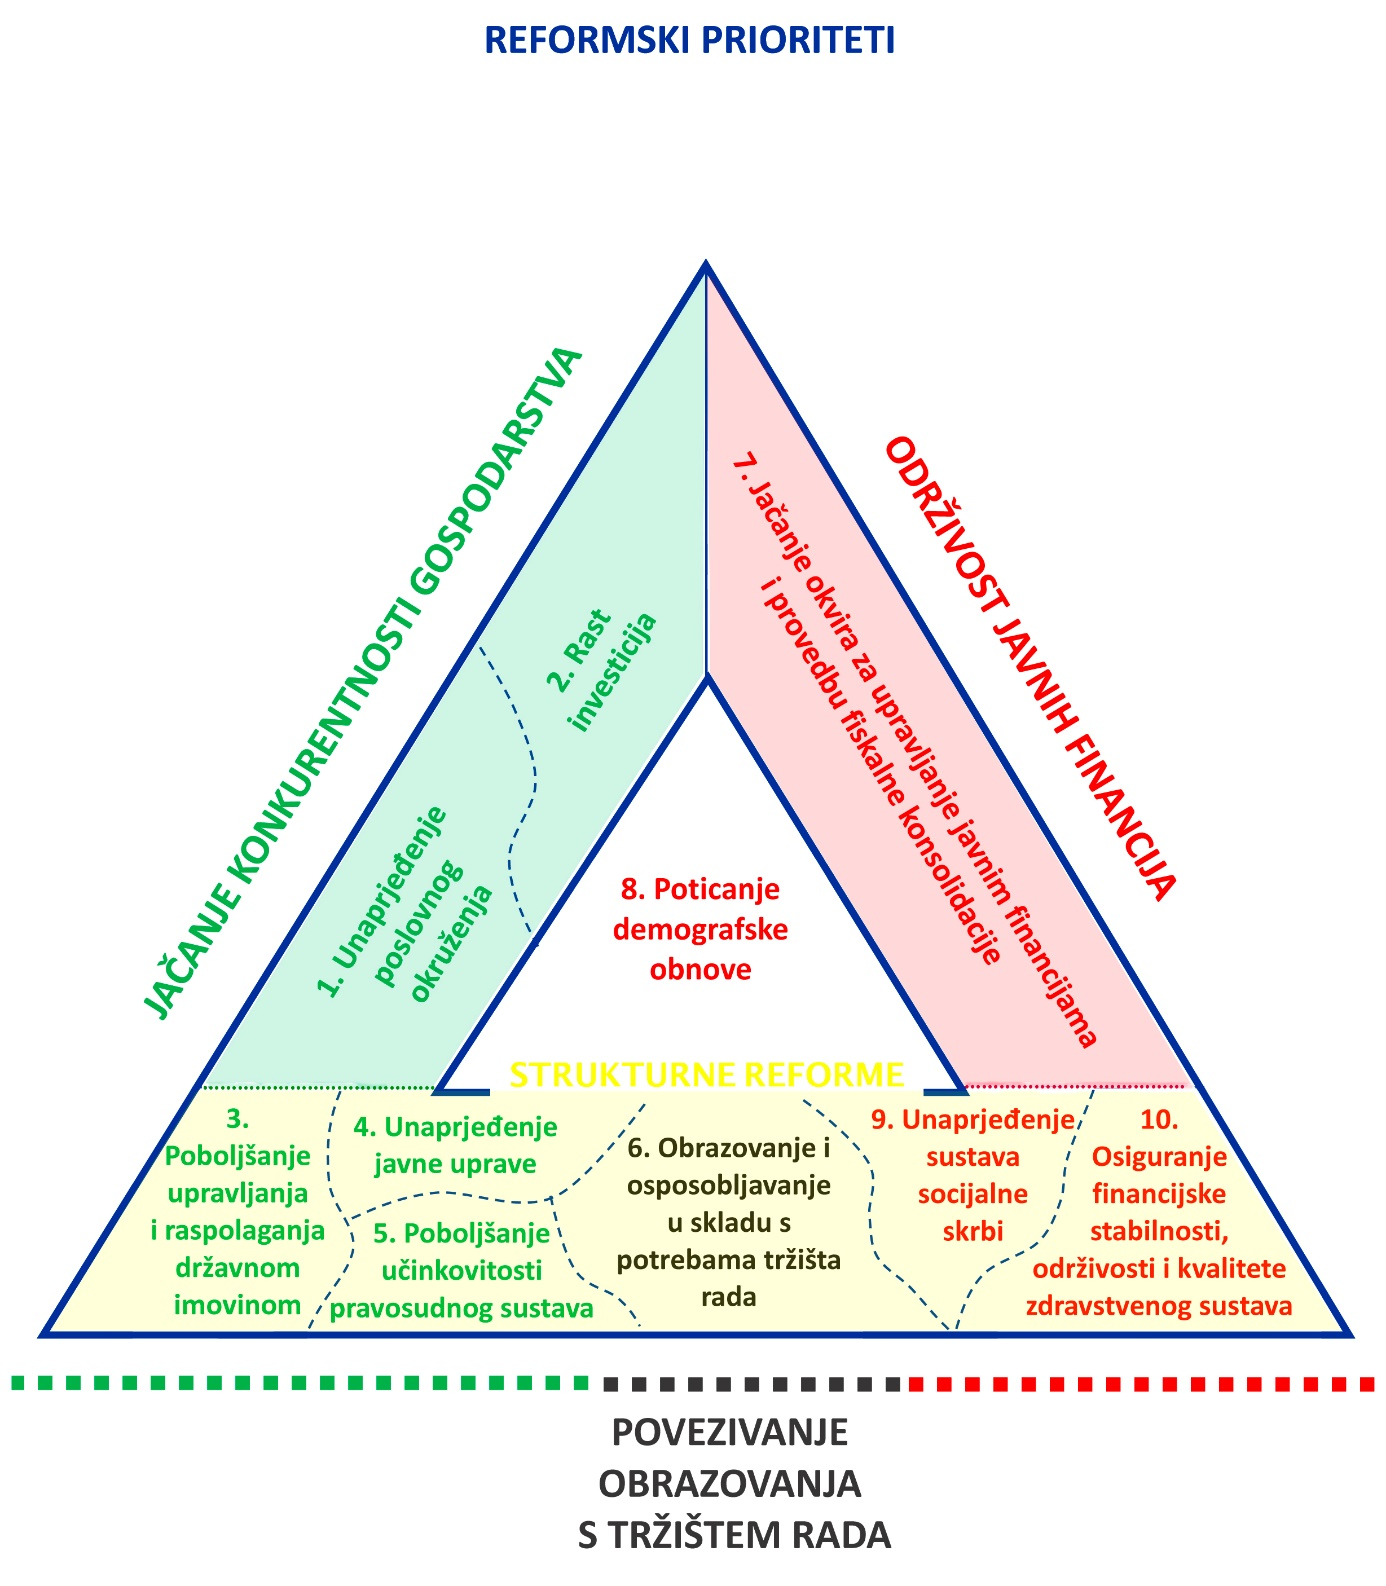 REFORMSKI PRIORITETI
JAČANJE KONKURENTNOSTI GOSPODARSTVA
ODRŽIVOST JAVNIH FINANCIJA
1. Unaprjeđenje
poslovnog
okruženja
2. Rast
investicija
7. Jačanje okvira za upravljanje javnim financijama
i provedbu fiskalne konsolidacije
8. Poticanje
demografske
obnove
STRUKTURNE REFORME
3.
Poboljšanje
upravljanja
i raspolaganja
državnom
imovinom
4. Unaprjeđenje
javne uprave
5. Poboljšanje
učinkovitosti
pravosudnog sustava
6. Obrazovanje i
osposobljavanje
u skladu s
potrebama tržišta
rada
9. Unaprjeđenje
sustava
socijalne
skrbi
10.
Osiguranje
financijske
stabilnosti,
održivosti i kvalitete
zdravstvenog sustava
POVEZIVANJE
OBRAZOVANJA
S TRŽIŠTEM RADA